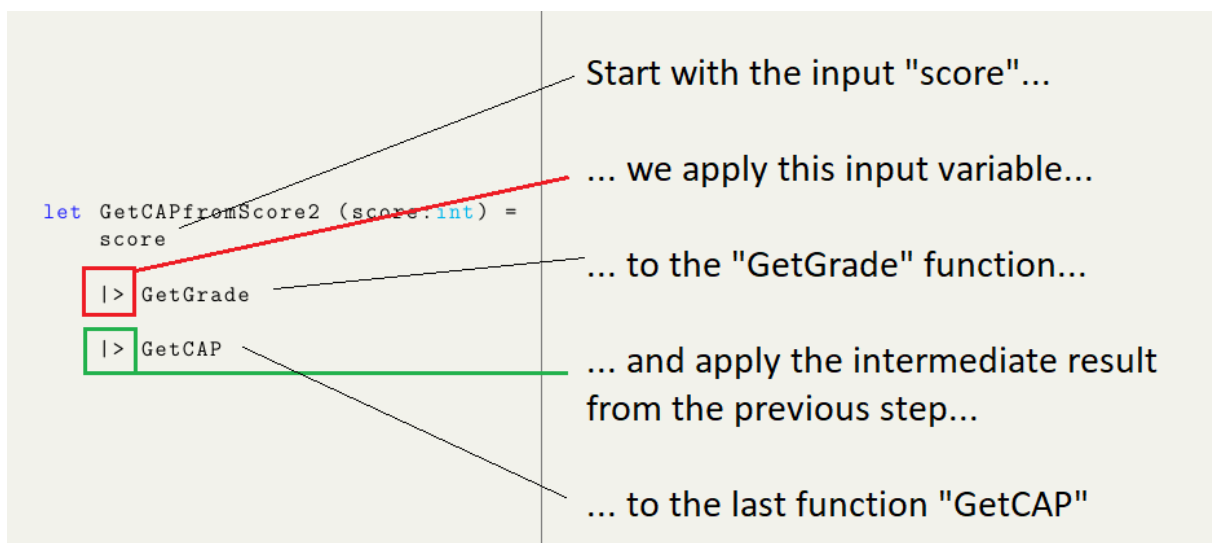 let GetCAPfromScore2 (score:int) =
score
|> GetGrade
|> GetCAP
Start with the input "score"...
... we apply this input variable...
... to the "GetGrade" function...
... and apply the intermediate result
from the previous step...
... to the last function "GetCAP"